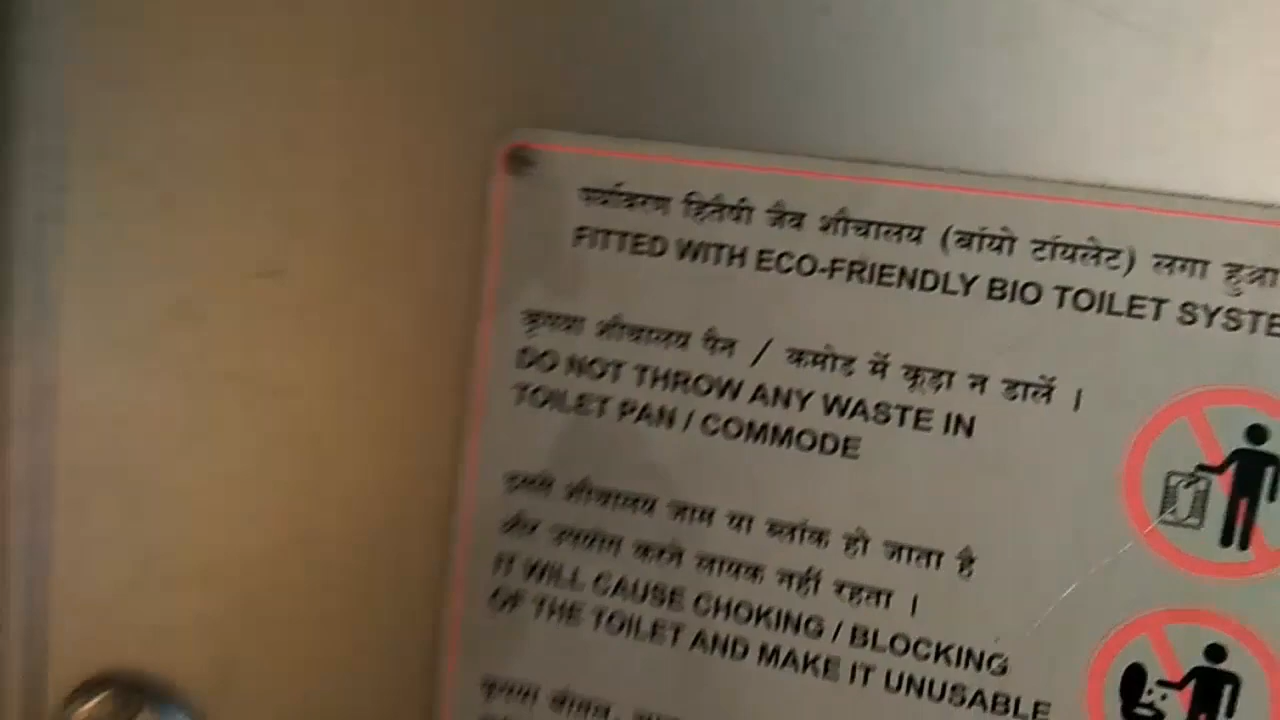 पर्यावरण हितैषी जैव शौचालय (बॉयो टॉयलेट) लगा हुआ
FITTED WITH ECO-FRIENDLY BIO TOILET SYSTE
कृपया शौचालय पैन / कमोड में कूड़ा न डालें ।
DO NOT THROW ANY WASTE IN
TOILET PAN / COMMODE
इससे शौचालय जाम या ब्लॉक हो जाता है
और उपयोग करने लायक नहीं रहता ।
IT WILL CAUSE CHOKING / BLOCKING
OF THE TOILET AND MAKE IT UNUSABLE
कृपया बोतल,